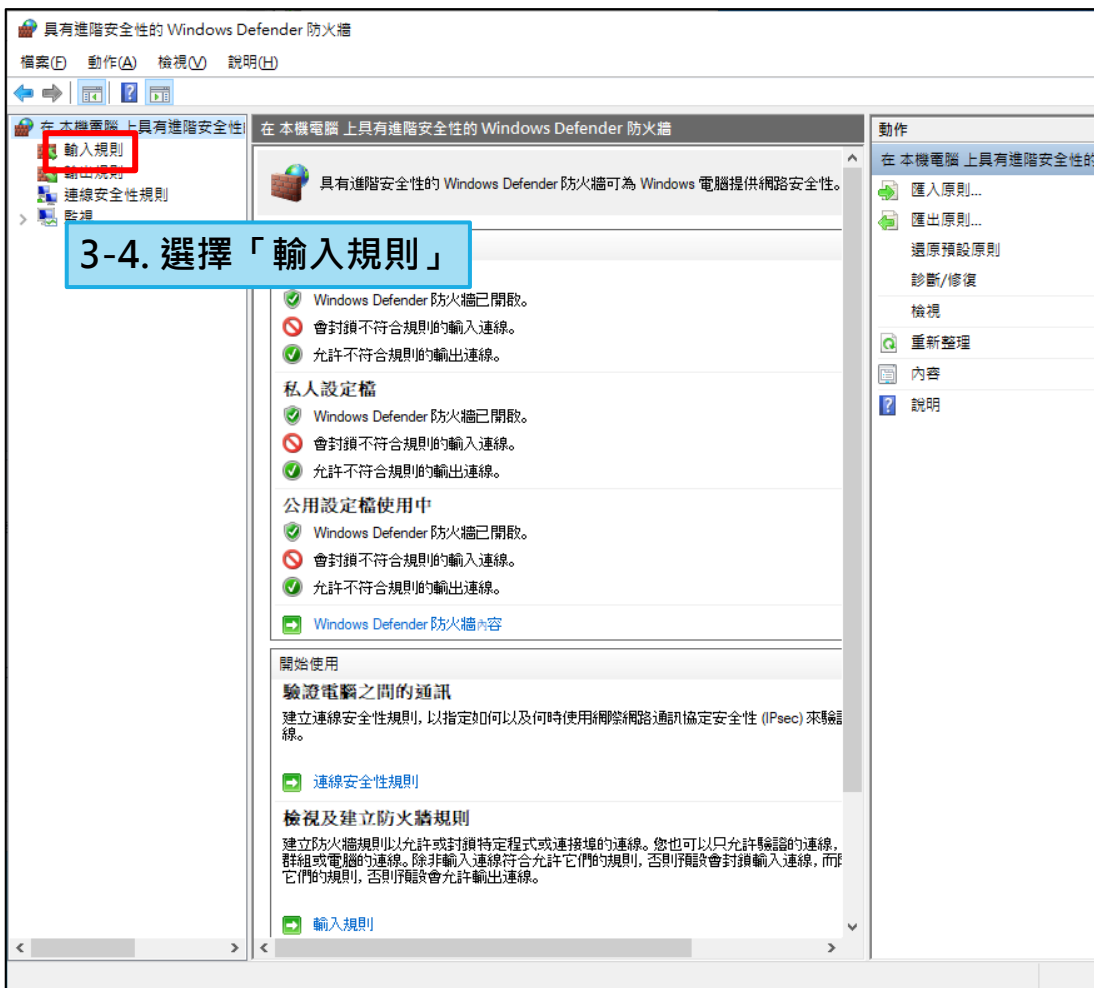 具有進階安全性的 Windows Defender 防火牆
檔案(F) 動作(A) 檢視(V) 說明(H)
在 本機電腦 上具有進階安全性
輸入規則
輸出規則
連線安全性規則
監視
3-4. 選擇「輸入規則」
在 本機電腦 上具有進階安全性的 Windows Defender 防火牆
具有進階安全性的 Windows Defender 防火牆可為 Windows 電腦提供網路安全性。
Windows Defender 防火牆已開啟。
會封鎖不符合規則的輸入連線。
允許不符合規則的輸出連線。
私人設定檔
Windows Defender 防火牆已開啟。
會封鎖不符合規則的輸入連線。
允許不符合規則的輸出連線。
公用設定檔使用中
Windows Defender 防火牆已開啟。
會封鎖不符合規則的輸入連線。
允許不符合規則的輸出連線。
Windows Defender 防火牆內容
開始使用
驗證電腦之間的通訊
建立連線安全性規則, 以指定如何以及何時使用網際網路通訊協定安全性 (IPsec) 來驗證
線。
連線安全性規則
檢視及建立防火牆規則
建立防火牆規則以允許或封鎖特定程式或連接埠的連線。您也可以只允許驗證的連線,
群組或電腦的連線。除非輸入連線符合允許它們的規則, 否則預設會封鎖輸入連線, 而
它們的規則, 否則預設會允許輸出連線。
輸入規則
動作
在 本機電腦 上具有進階安全性的
匯入原則...
匯出原則...
還原預設原則
診斷/修復
檢視
重新整理
內容
說明